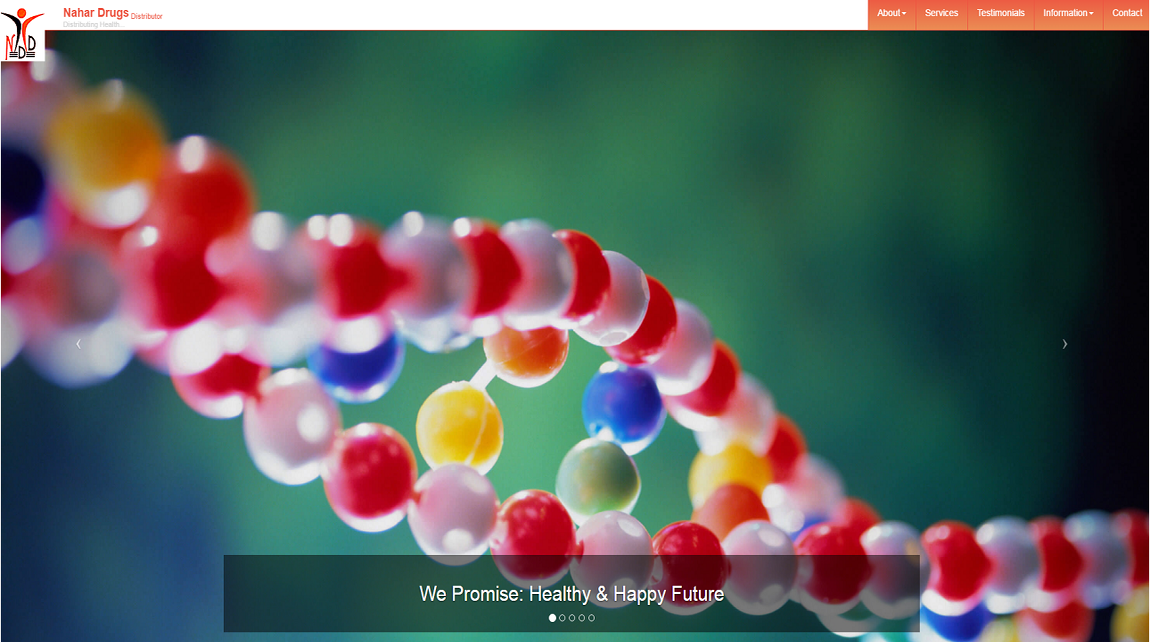 Nahar Drugs Distributor
Distributing Health..
NDD
About
Services
Testimonials
Information
Contact
We Promise: Healthy & Happy Future